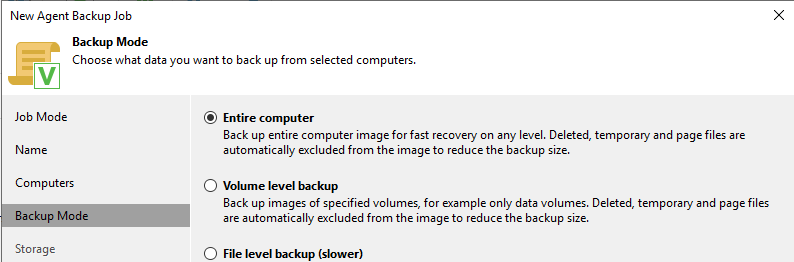 New Agent Backup Job
Backup Mode
Choose what data you want to back up from selected computers.
V
Job Mode
Name
Computers
Backup Mode
Storage
Entire computer
Back up entire computer image for fast recovery on any level. Deleted, temporary and page files are
automatically excluded from the image to reduce the backup size.
Volume level backup
Back up images of specified volumes, for example only data volumes. Deleted, temporary and page files
are automatically excluded from the image to reduce the backup size.
File level backup (slower)